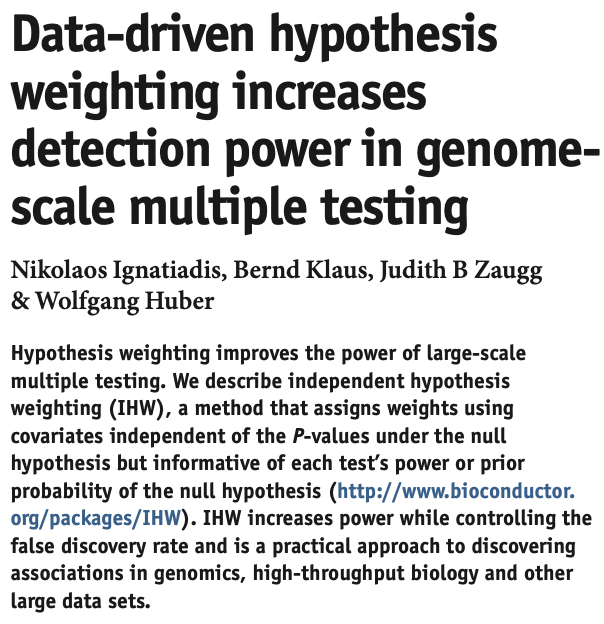 Data-driven hypothesis
weighting increases
detection power in genome-
scale multiple testing
Nikolaos Ignatiadis, Bernd Klaus, Judith B Zaugg
& Wolfgang Huber
Hypothesis weighting improves the power of large-scale
multiple testing. We describe independent hypothesis
weighting (IHW), a method that assigns weights using
covariates independent of the P-values under the null
hypothesis but informative of each test's power or prior
probability of the null hypothesis (http://www.bioconductor.
org/packages/IHW). IHW increases power while controlling the
false discovery rate and is a practical approach to discovering
associations in genomics, high-throughput biology and other
large data sets.